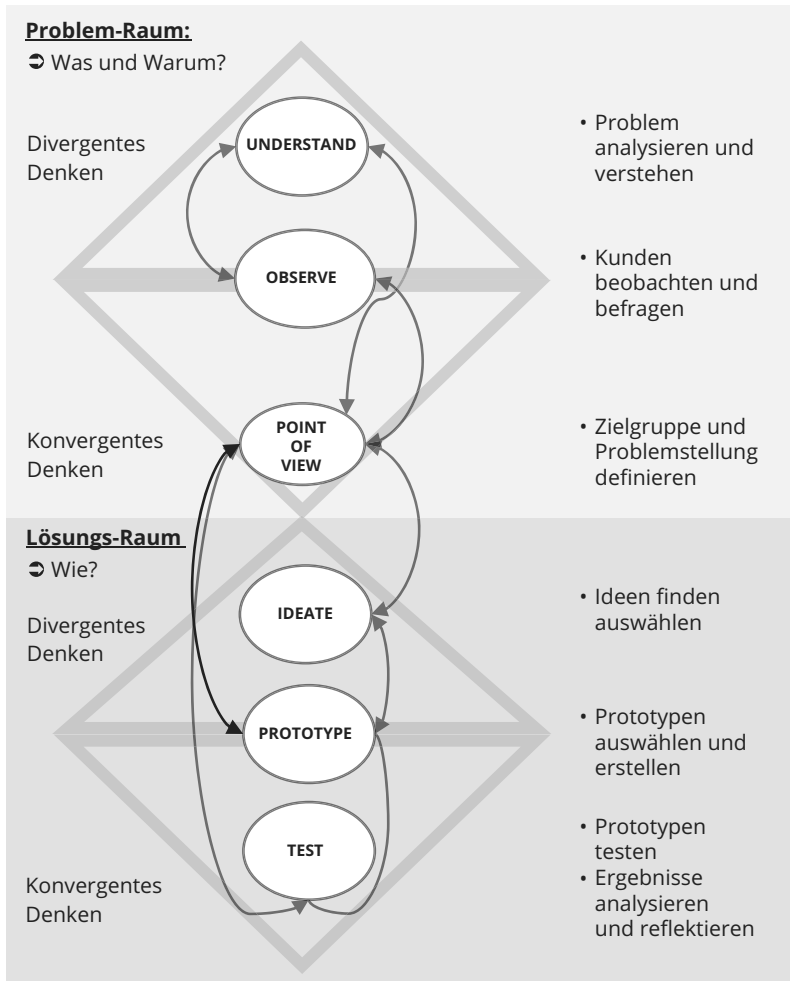 Problem-Raum:
➲ Was und Warum?
Divergentes
Denken
UNDERSTAND
• Problem
analysieren und
verstehen
OBSERVE
• Kunden
beobachten und
befragen
Konvergentes
Denken
POINT
OF
VIEW
• Zielgruppe und
Problemstellung
definieren
Lösungs-Raum
➲ Wie?
Divergentes
Denken
IDEATE
• Ideen finden
auswählen
PROTOTYPE
• Prototypen
auswählen und
erstellen
TEST
• Prototypen
testen
• Ergebnisse
analysieren
und reflektieren
Konvergentes
Denken